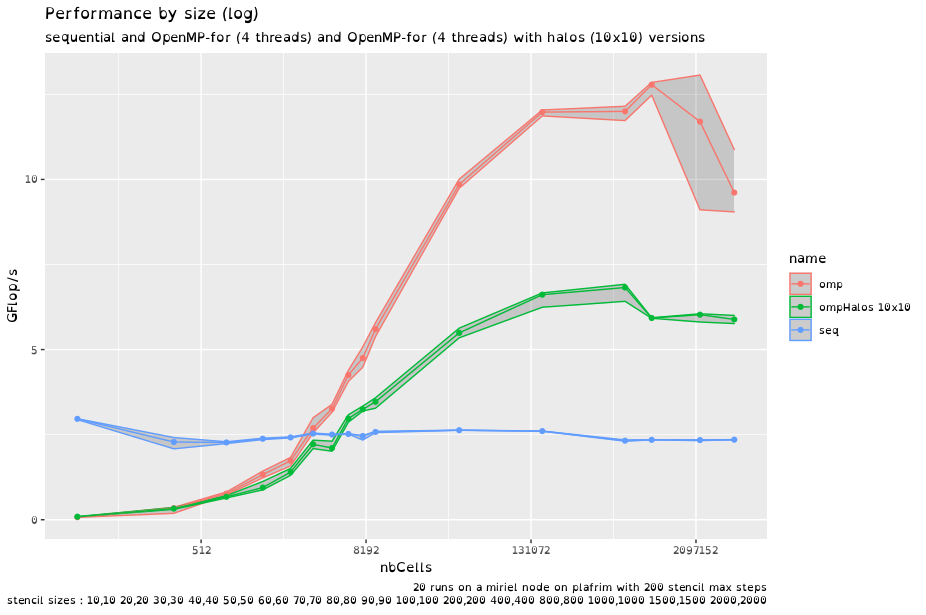 Performance by size (log)
sequential and OpenMP-for (4 threads) and OpenMP-for (4 threads) with halos (10x10) versions
GFlop/s
10
5
0
512
8192
131072
2097152
nbCells
name
omp
ompHalos 10x10
seq
20 runs on a miriel node on plafrim with 200 stencil max steps
stencil sizes : 10,10 20,20 30,30 40,40 50,50 60,60 70,70 80,80 90,90 100,100 200,200 400,400 800,800 1000,1000 1500,1500 2000,2000